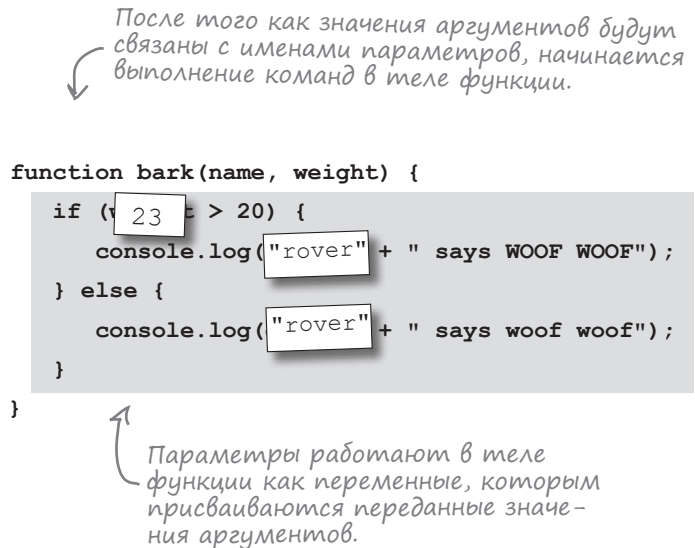 После того как значения аргументов будут
связаны с именами параметров, начинается
выполнение команд в теле функции.
function bark(name, weight) {
if (w 23 t > 20) {
console.log("rover" + " says WOOF WOOF");
} else {
console.log("rover" + " says woof woof");
}
}
Параметры работают в теле
функции как переменные, которым
присваиваются переданные значе-
ния аргументов.